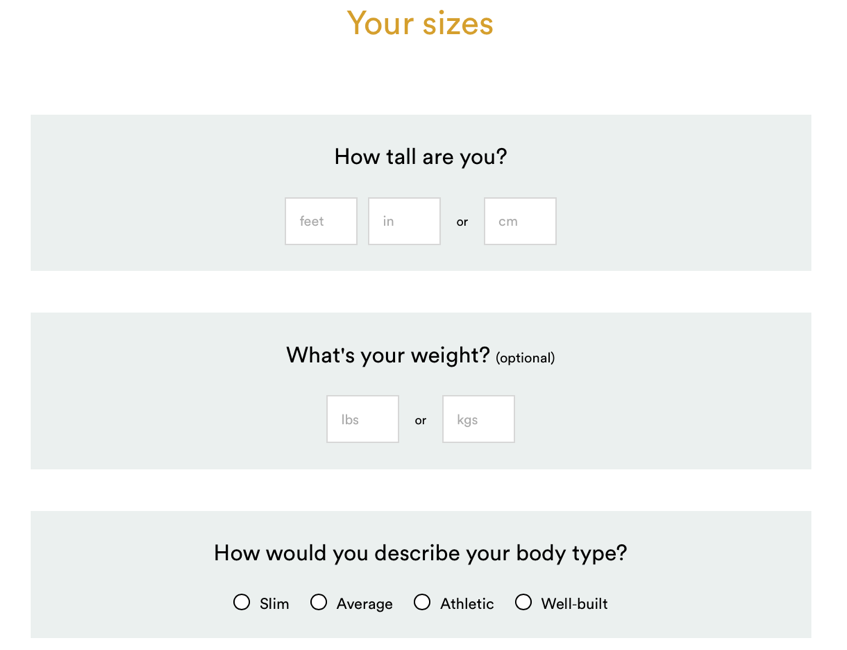 Your sizes
How tall are you?
feet in or cm
What's your weight? (optional)
lbs or kgs
How would you describe your body type?
Slim Average Athletic Well-built